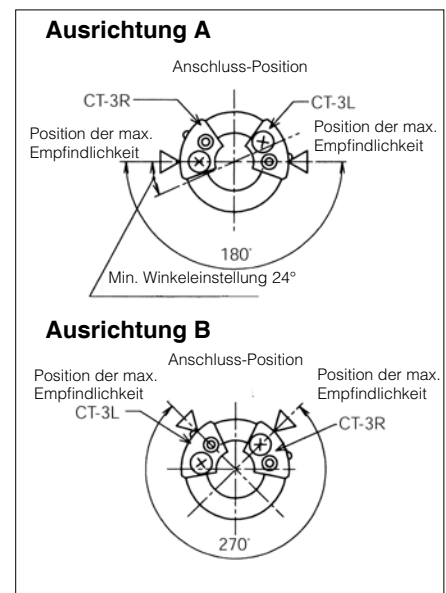 Ausrichtung A
Anschluss-Position
CT-3R
CT-3L
Position der max.
Empfindlichkeit
Position der max.
Empfindlichkeit
180°
Min. Winkeleinstellung 24°
Ausrichtung B
Anschluss-Position
Position der max.
Empfindlichkeit
Position der max.
Empfindlichkeit
CT-3L
CT-3R
270°